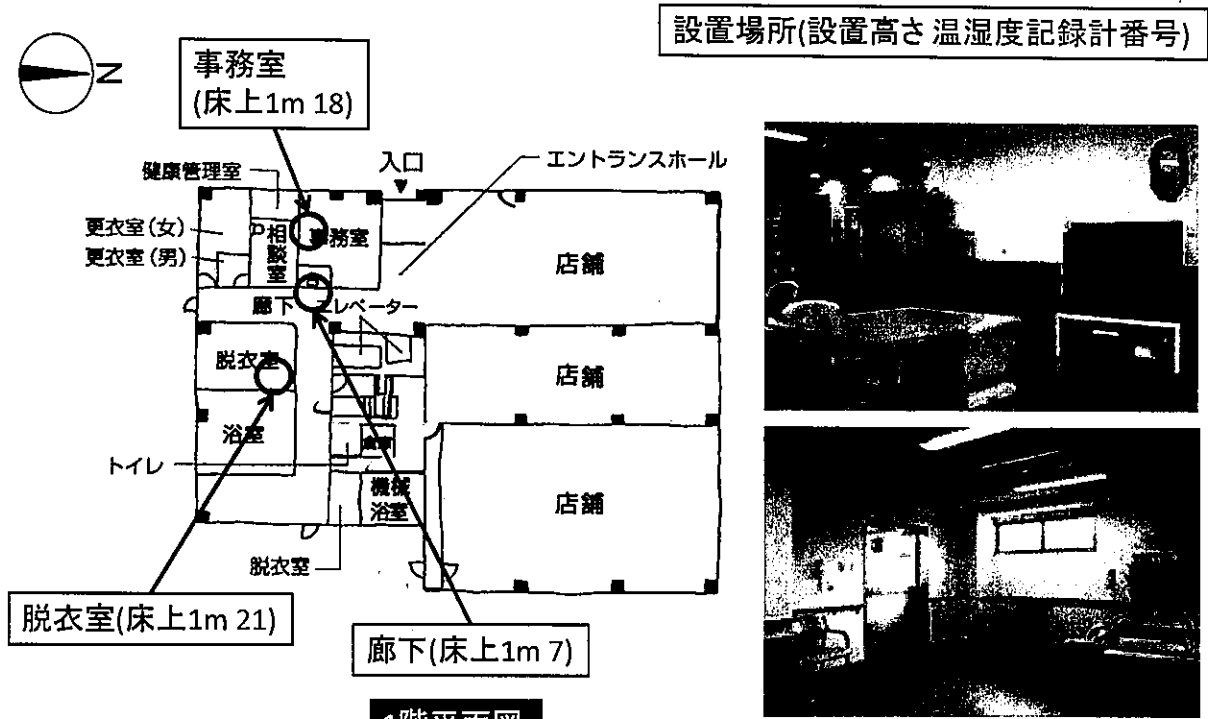 設置場所(設置高さ 温湿度記録計番号)
N
事務室
(床上1m 18)
健康管理室
入口
エントランスホール
更衣室(女)
更衣室(男)
相談室
事務室
店舗
廊下
エレベーター
脱衣室
店舗
浴室
トイレ
倉庫
機械
浴室
店舗
脱衣室
脱衣室(床上1m 21)
廊下(床上1m 7)
1階平面図